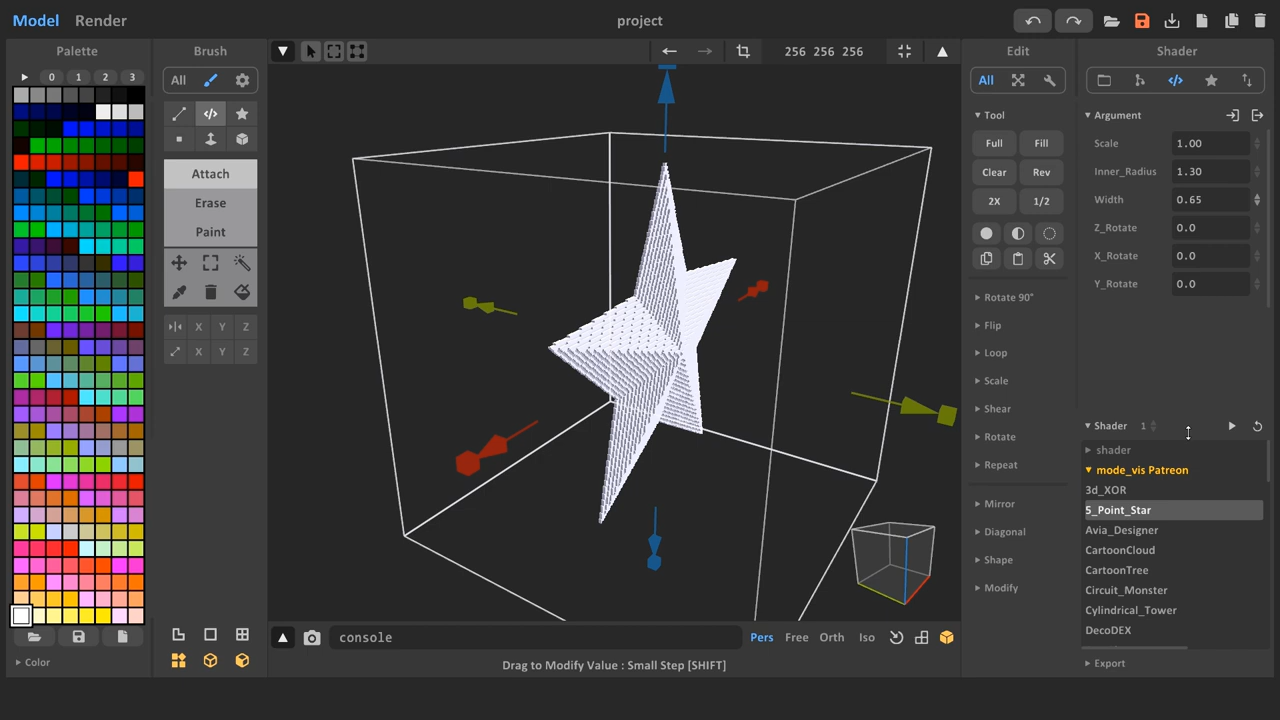 Model Render
project
Palette
Brush
256 256 256
Edit
Shader
0 1 2 3
All
All
Tool
Argument
Full Fill
Scale 1.00
Attach
Clear Rev
Inner_Radius 1.30
Erase
2X 1/2
Width 0.65
Paint
Z_Rotate 0.0
X_Rotate 0.0
Y_Rotate 0.0
Rotate 90°
X Y Z
Flip
X Y Z
Loop
Scale
Shear
Shader 1
Rotate
shader
Repeat
mode_vis Patreon
3d_XOR
Mirror
5_Point_Star
Diagonal
Avia_Designer
CartoonCloud
Shape
CartoonTree
Modify
Circuit_Monster
Cylindrical_Tower
DecoDEX
console
Pers Free Orth Iso
Color
Drag to Modify Value : Small Step [SHIFT]
Export